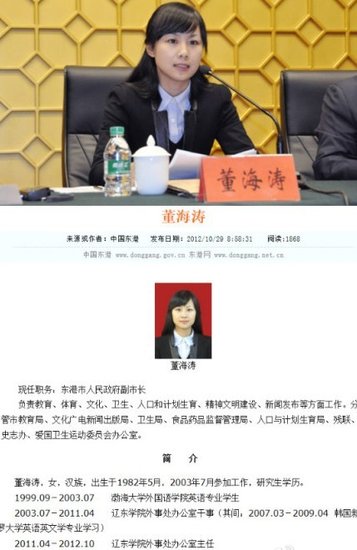 董海涛
董海涛
来源或作者：中国东港 发布日期：2012/10/29 8:58:31 阅读:1868
中国东港 www.donggang.gov.cn 东港网 www.donggang.net.cn
董海涛
现任职务：东港市人民政府副市长
负责教育、体育、文化、卫生、人口和计划生育、精神文明建设、新闻发布等方面工作。分
管市教育局、文化广电新闻出版局、卫生局、食品药品监督管理局、人口与计划生育局、残联、
史志办、爱国卫生运动委员会办公室。
简 介
董海涛，女，汉族，出生于1982年5月，2003年7月参加工作，研究生学历。
1999.09－2003.07 渤海大学外国语学院英语专业学生
2003.07－2011.04 辽东学院外事处办公室干事（其间，2007.03－2009.04 韩国新
罗大学英语英文学专业学习）
2011.04－2012.10 辽东学院外事处办公室主任